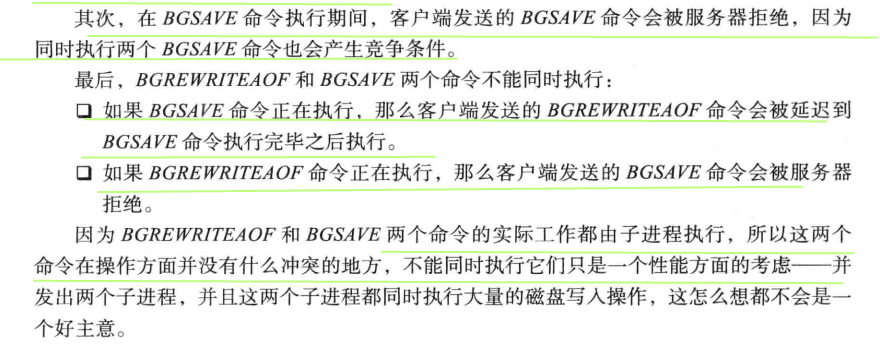 其次，在 BGSAVE 命令执行期间，客户端发送的 BGSAVE 命令会被服务器拒绝，因为
同时执行两个 BGSAVE 命令也会产生竞争条件。
最后，BGREWRITEAOF 和 BGSAVE 两个命令不能同时执行：
❑ 如果 BGSAVE 命令正在执行，那么客户端发送的 BGREWRITEAOF 命令会被延迟到
BGSAVE 命令执行完毕之后执行。
❑ 如果 BGREWRITEAOF 命令正在执行，那么客户端发送的 BGSAVE 命令会被服务器
拒绝。
因为 BGREWRITEAOF 和 BGSAVE 两个命令的实际工作都由子进程执行，所以这两个
命令在操作方面并没有什么冲突的地方，不能同时执行它们只是一个性能方面的考虑——并
发出两个子进程，并且这两个子进程都同时执行大量的磁盘写入操作，这怎么想都不会是一
个好主意。